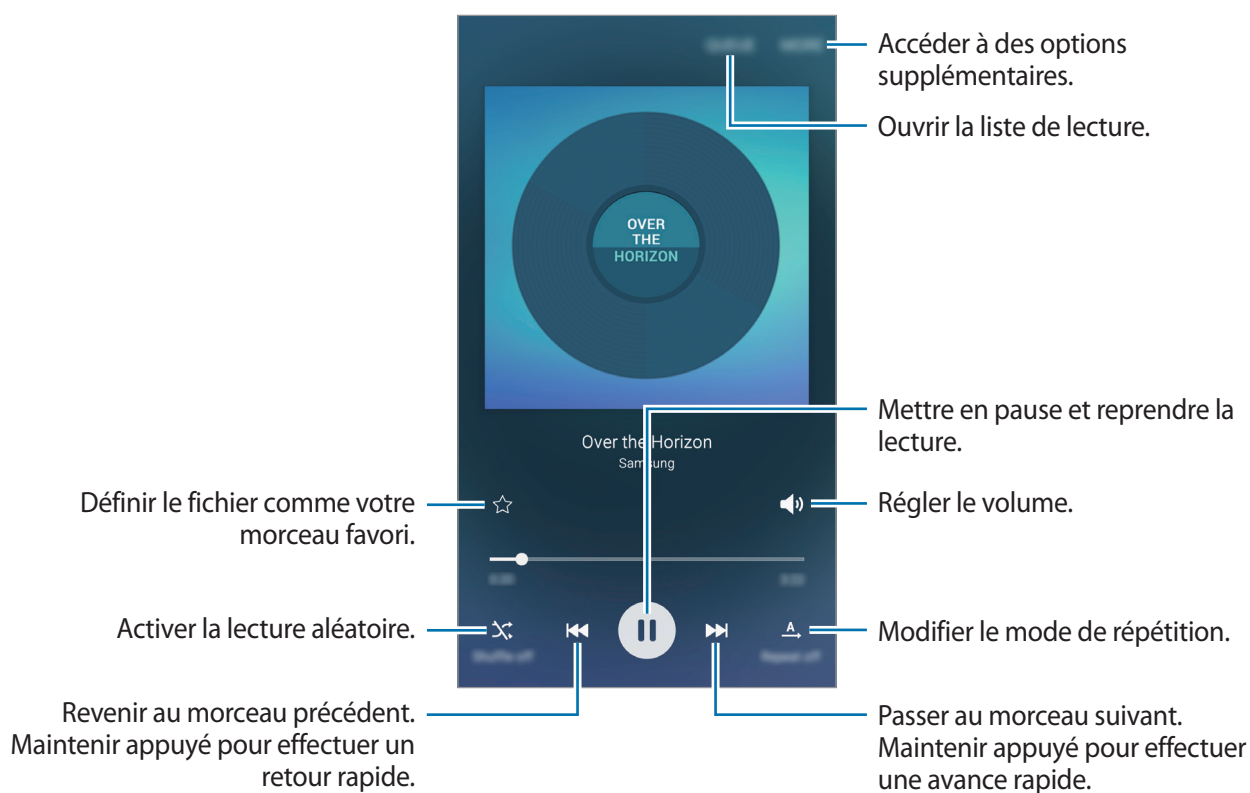 Accéder à des options
supplémentaires.
Ouvrir la liste de lecture.
OVER
THE
HORIZON
Mettre en pause et reprendre la
lecture.
Over the Horizon
Samsung
Définir le fichier comme votre
morceau favori.
Régler le volume.
Activer la lecture aléatoire.
A
Modifier le mode de répétition.
Revenir au morceau précédent.
Maintenir appuyé pour effectuer un
retour rapide.
Passer au morceau suivant.
Maintenir appuyé pour effectuer
une avance rapide.